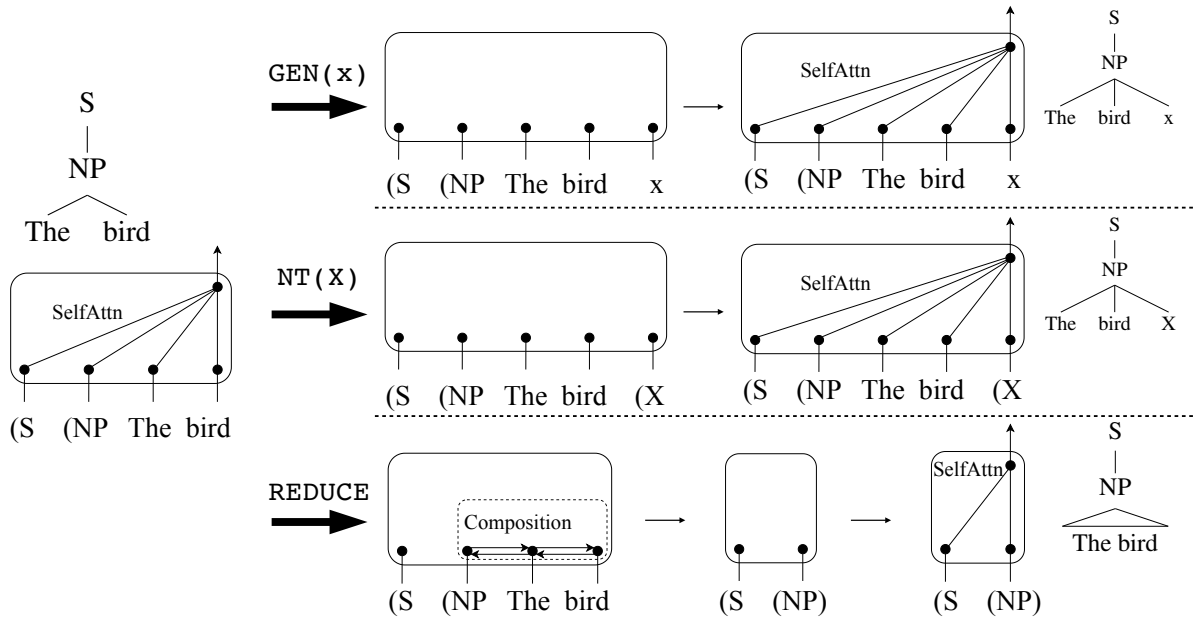 S
NP
The bird
SelfAttn
(S (NP The bird
GEN(x)
(S (NP The bird x
SelfAttn
(S (NP The bird x
S
NP
The bird x
NT(X)
(S (NP The bird (X
SelfAttn
(S (NP The bird (X
S
NP
The bird X
REDUCE
Composition
(S (NP The bird
(S (NP)
SelfAttn
(S (NP)
S
NP
The bird